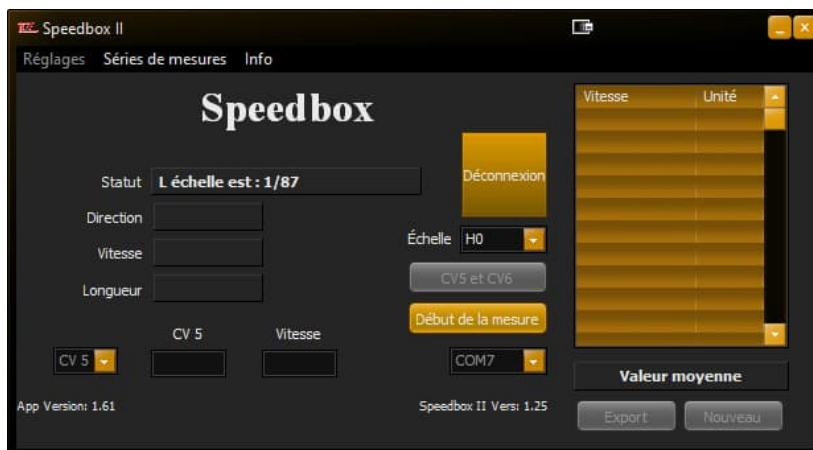 Speedbox II
Réglages Séries de mesures Info
Speedbox
Vitesse Unité
Déconnexion
Statut L échelle est : 1/87
Direction
Échelle H0
Vitesse
CV5 et CV6
Longueur
Début de la mesure
CV 5 Vitesse
CV 5 COM7
Valeur moyenne
App Version: 1.61 Speedbox II Vers: 1.25
Export Nouveau